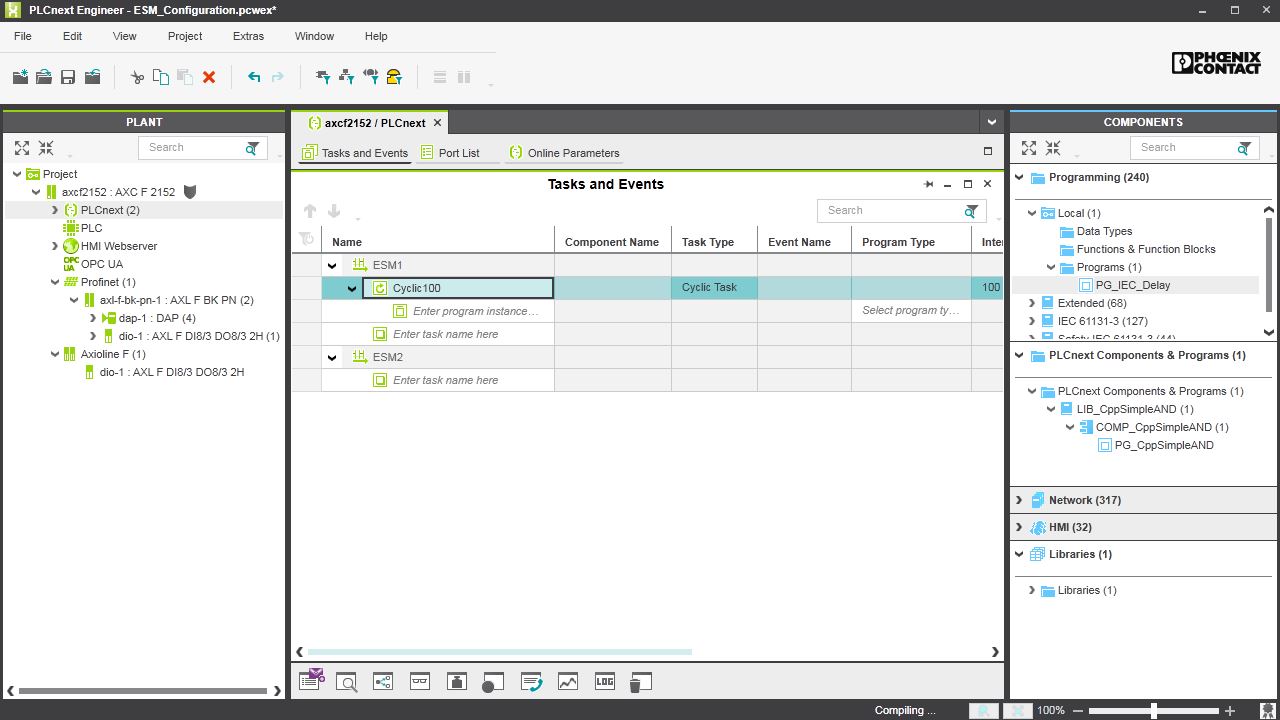 PLCnext Engineer - ESM_Configuration.pcwex*
File Edit View Project Extras Window Help
PHŒNIX
CONTACT
PLANT
Search
Project
axcf2152 : AXC F 2152
PLCnext (2)
PLC
HMI Webserver
OPC
UA
OPC UA
Profinet (1)
axl-f-bk-pn-1 : AXL F BK PN (2)
dap-1 : DAP (4)
dio-1 : AXL F DI8/3 DO8/3 2H (1)
Axioline F (1)
dio-1 : AXL F DI8/3 DO8/3 2H
axcf2152 / PLCnext
Tasks and Events Port List Online Parameters
Tasks and Events
Search
Name Component Name Task Type Event Name Program Type Inter
ESM1
Cyclic100 Cyclic Task 100
Enter program instance... Select program ty...
Enter task name here
ESM2
Enter task name here
LOG
COMPONENTS
Search
Programming (240)
Local (1)
Data Types
Functions & Function Blocks
Programs (1)
PG_IEC_Delay
Extended (68)
IEC 61131-3 (127)
Safety IEC 61131-3 (44)
PLCnext Components & Programs (1)
PLCnext Components & Programs (1)
LIB_CppSimpleAND (1)
COMP_CppSimpleAND (1)
PG_CppSimpleAND
Network (317)
HMI (32)
Libraries (1)
Libraries (1)
Compiling ... 100%